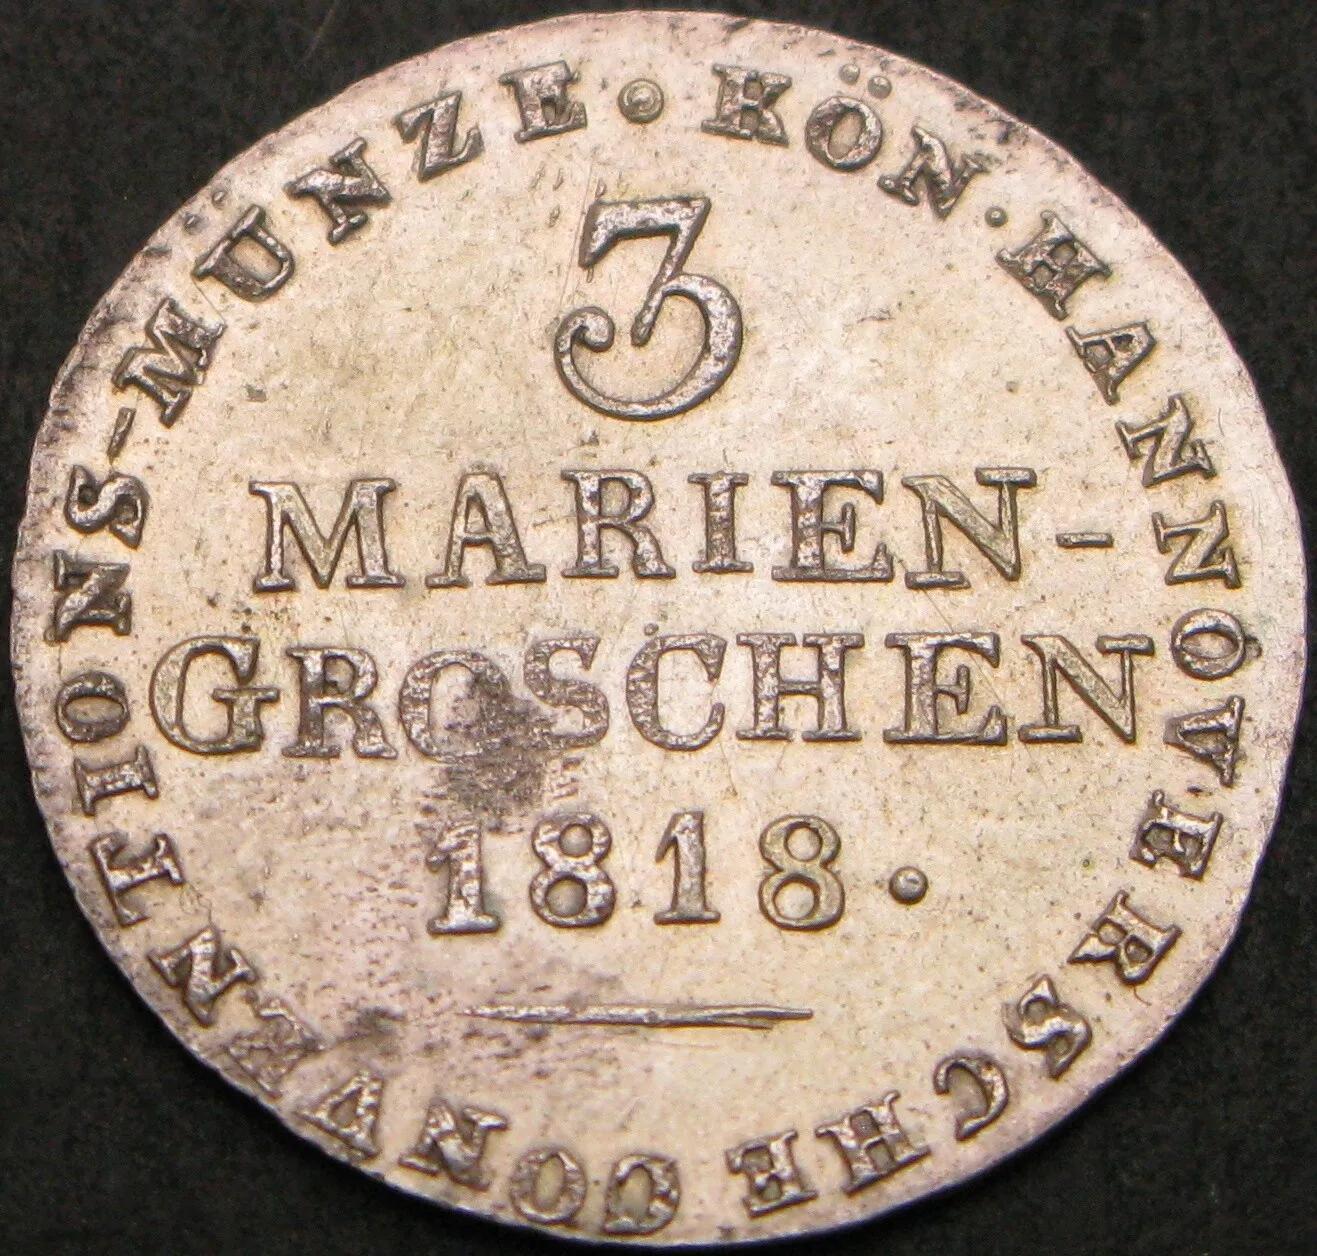 KÖN · HANNOVERSCHE CONVENTIONS-MÜNZE ·
3
MARIEN-
GROSCHEN
1818.